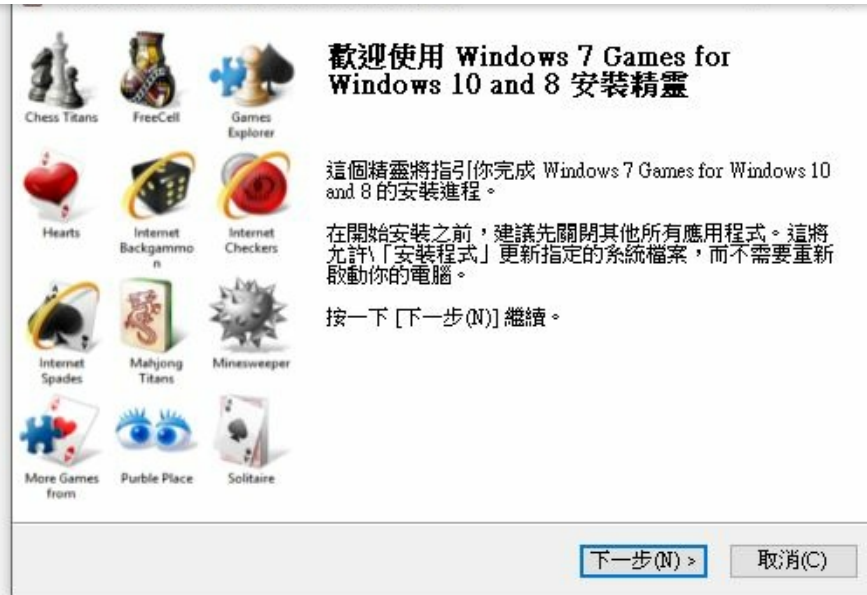 歡迎使用 Windows 7 Games for
Windows 10 and 8 安裝精靈
這個精靈將指引你完成 Windows 7 Games for Windows 10
and 8 的安裝進程。
在開始安裝之前，建議先關閉其他所有應用程式。這將
允許\「安裝程式」更新指定的系統檔案，而不需要重新
啟動你的電腦。
按一下 [下一步(N)] 繼續。
Chess Titans
FreeCell
Games
Explorer
Hearts
Internet
Backgammo
n
Internet
Checkers
Internet
Spades
Mahjong
Titans
Minesweeper
More Games
from
Purble Place
Solitaire
下一步(N) >
取消(C)